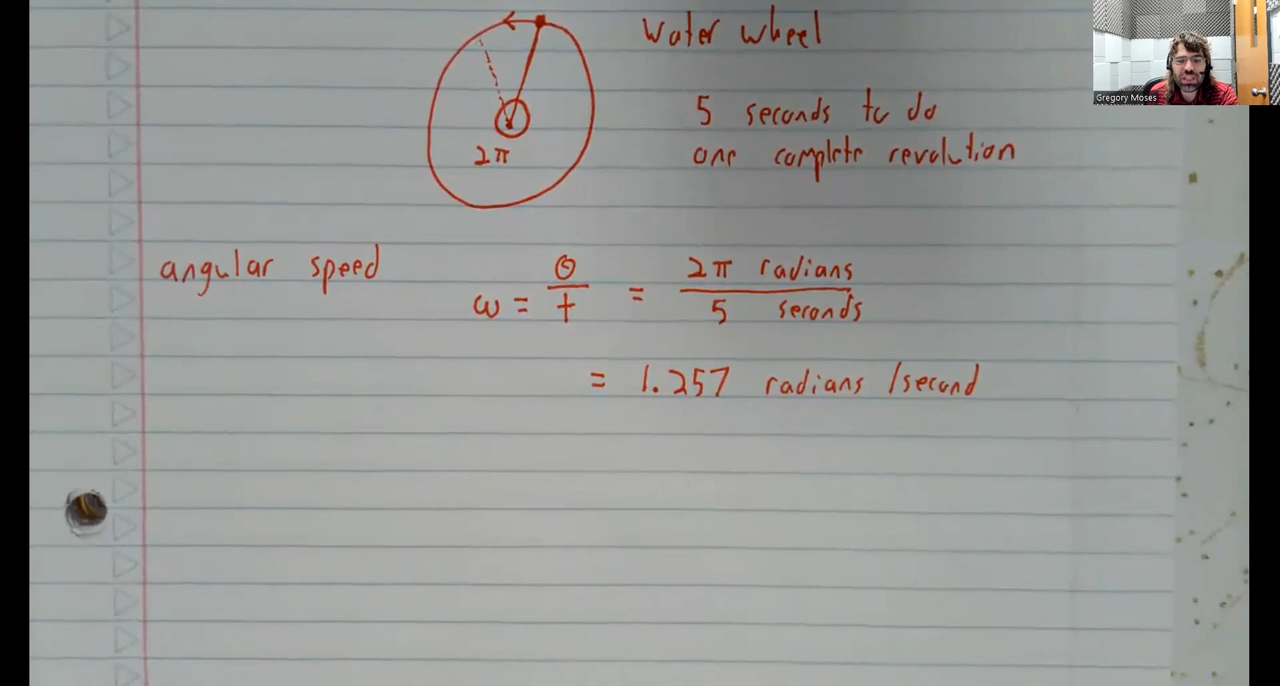 Water wheel
Gregory Moses
5 seconds to do
one complete revolution
2π
angular speed
ω = θ/t = 2π radians / 5 seconds
= 1.257 radians /second